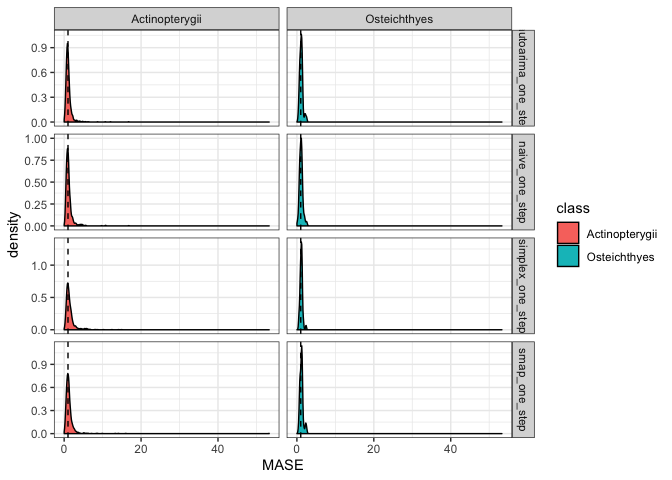 Actinopterygii Osteichthyes
0.9
0.6
0.3
0.0
utoarima_one_ste
1.00
0.75
0.50
0.25
0.00
naive_one_step
1.0
0.5
0.0
simplex_one_step
0.9
0.6
0.3
0.0
smap_one_step
0 20 40 0 20 40
MASE
density
class
Actinopterygii
Osteichthyes